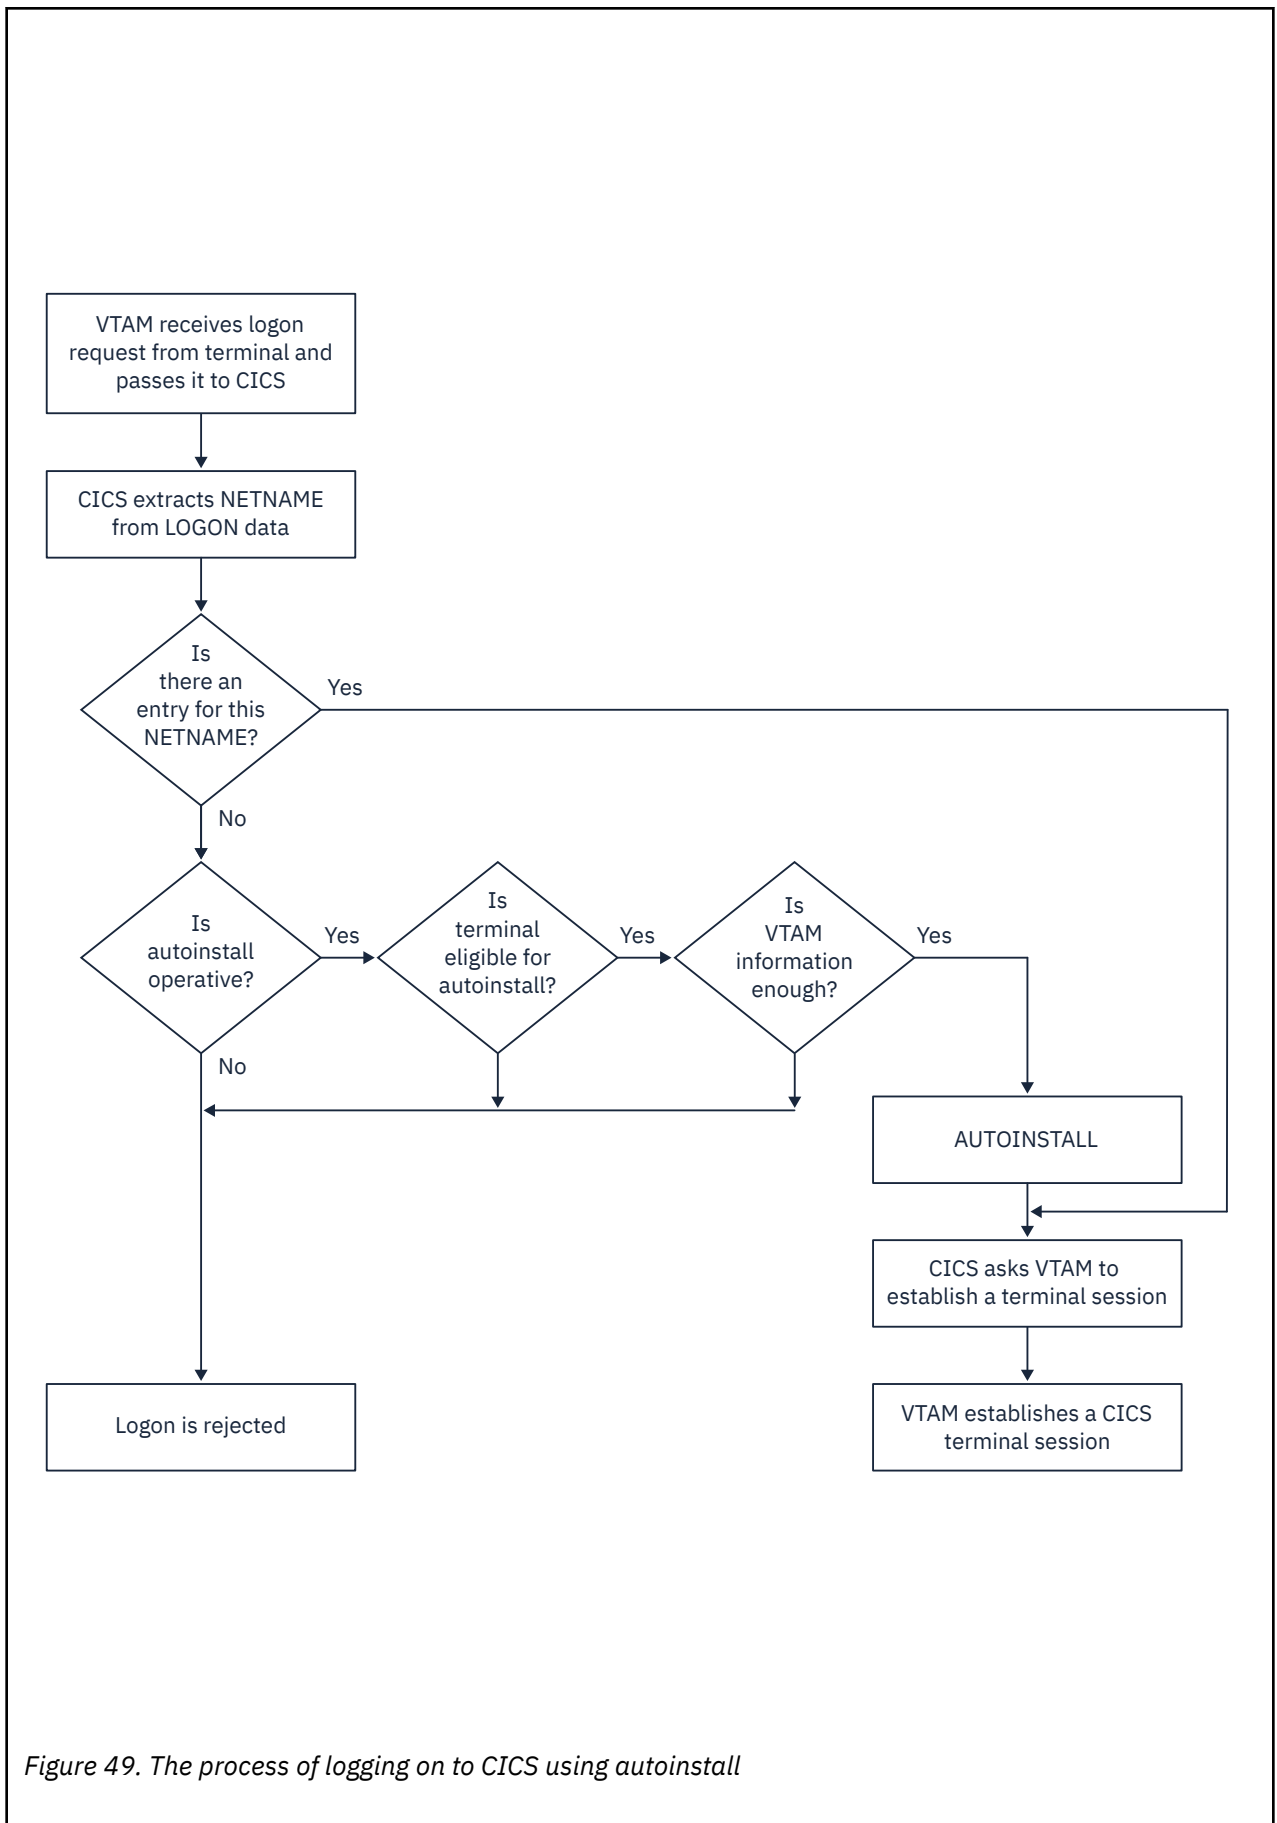 VTAM receives logon
request from terminal and
passes it to CICS
CICS extracts NETNAME
from LOGON data
Is
there an
entry for this
NETNAME?
Yes
No
Is
autoinstall
operative?
Yes
Is
terminal
eligible for
autoinstall?
Yes
Is
VTAM
information
enough?
Yes
No
AUTOINSTALL
CICS asks VTAM to
establish a terminal session
Logon is rejected
VTAM establishes a CICS
terminal session
Figure 49. The process of logging on to CICS using autoinstall